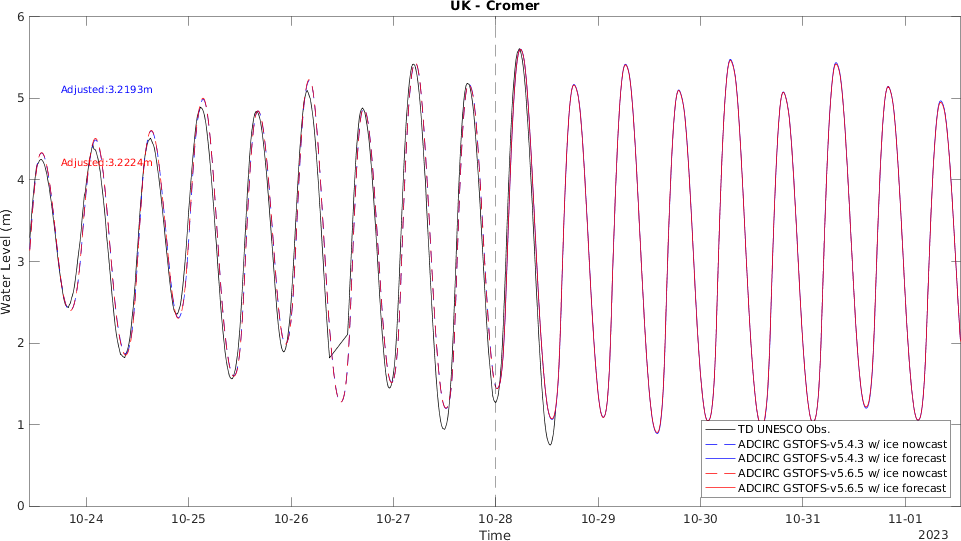 UK - Cromer
6
5
4
3
2
1
0
Water Level (m)
Adjusted:3.2193m
Adjusted:3.2224m
TD UNESCO Obs.
ADCIRC GSTOFS-v5.4.3 w/ ice nowcast
ADCIRC GSTOFS-v5.4.3 w/ ice forecast
ADCIRC GSTOFS-v5.6.5 w/ ice nowcast
ADCIRC GSTOFS-v5.6.5 w/ ice forecast
10-24 10-25 10-26 10-27 10-28 10-29 10-30 10-31 11-01
Time
2023